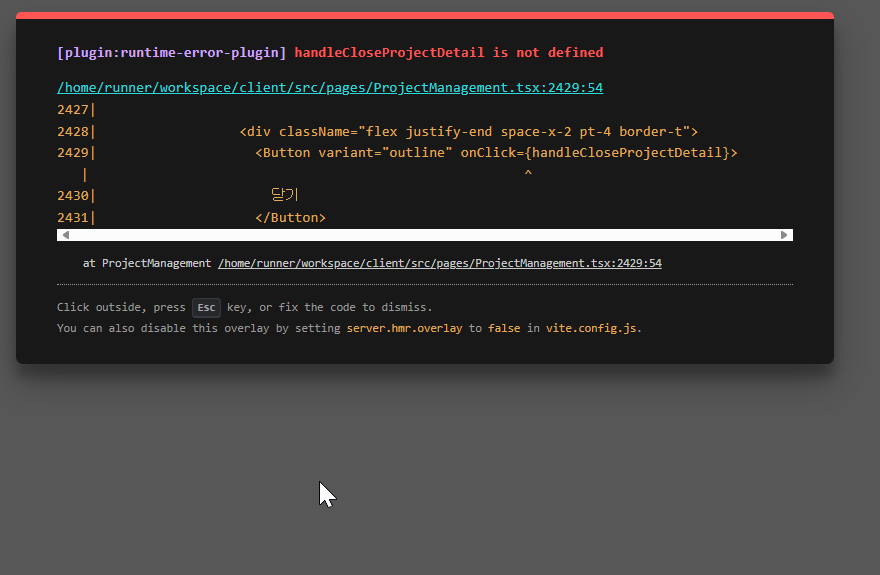 [plugin:runtime-error-plugin] handleCloseProjectDetail is not defined
/home/runner/workspace/client/src/pages/ProjectManagement.tsx:2429:54
2427|
2428|                  <div className="flex justify-end space-x-2 pt-4 border-t">
2429|                    <Button variant="outline" onClick={handleCloseProjectDetail}>
   |                                                      ^
2430|                      닫기
2431|                    </Button>
at ProjectManagement /home/runner/workspace/client/src/pages/ProjectManagement.tsx:2429:54
Click outside, press Esc key, or fix the code to dismiss.
You can also disable this overlay by setting server.hmr.overlay to false in vite.config.js.